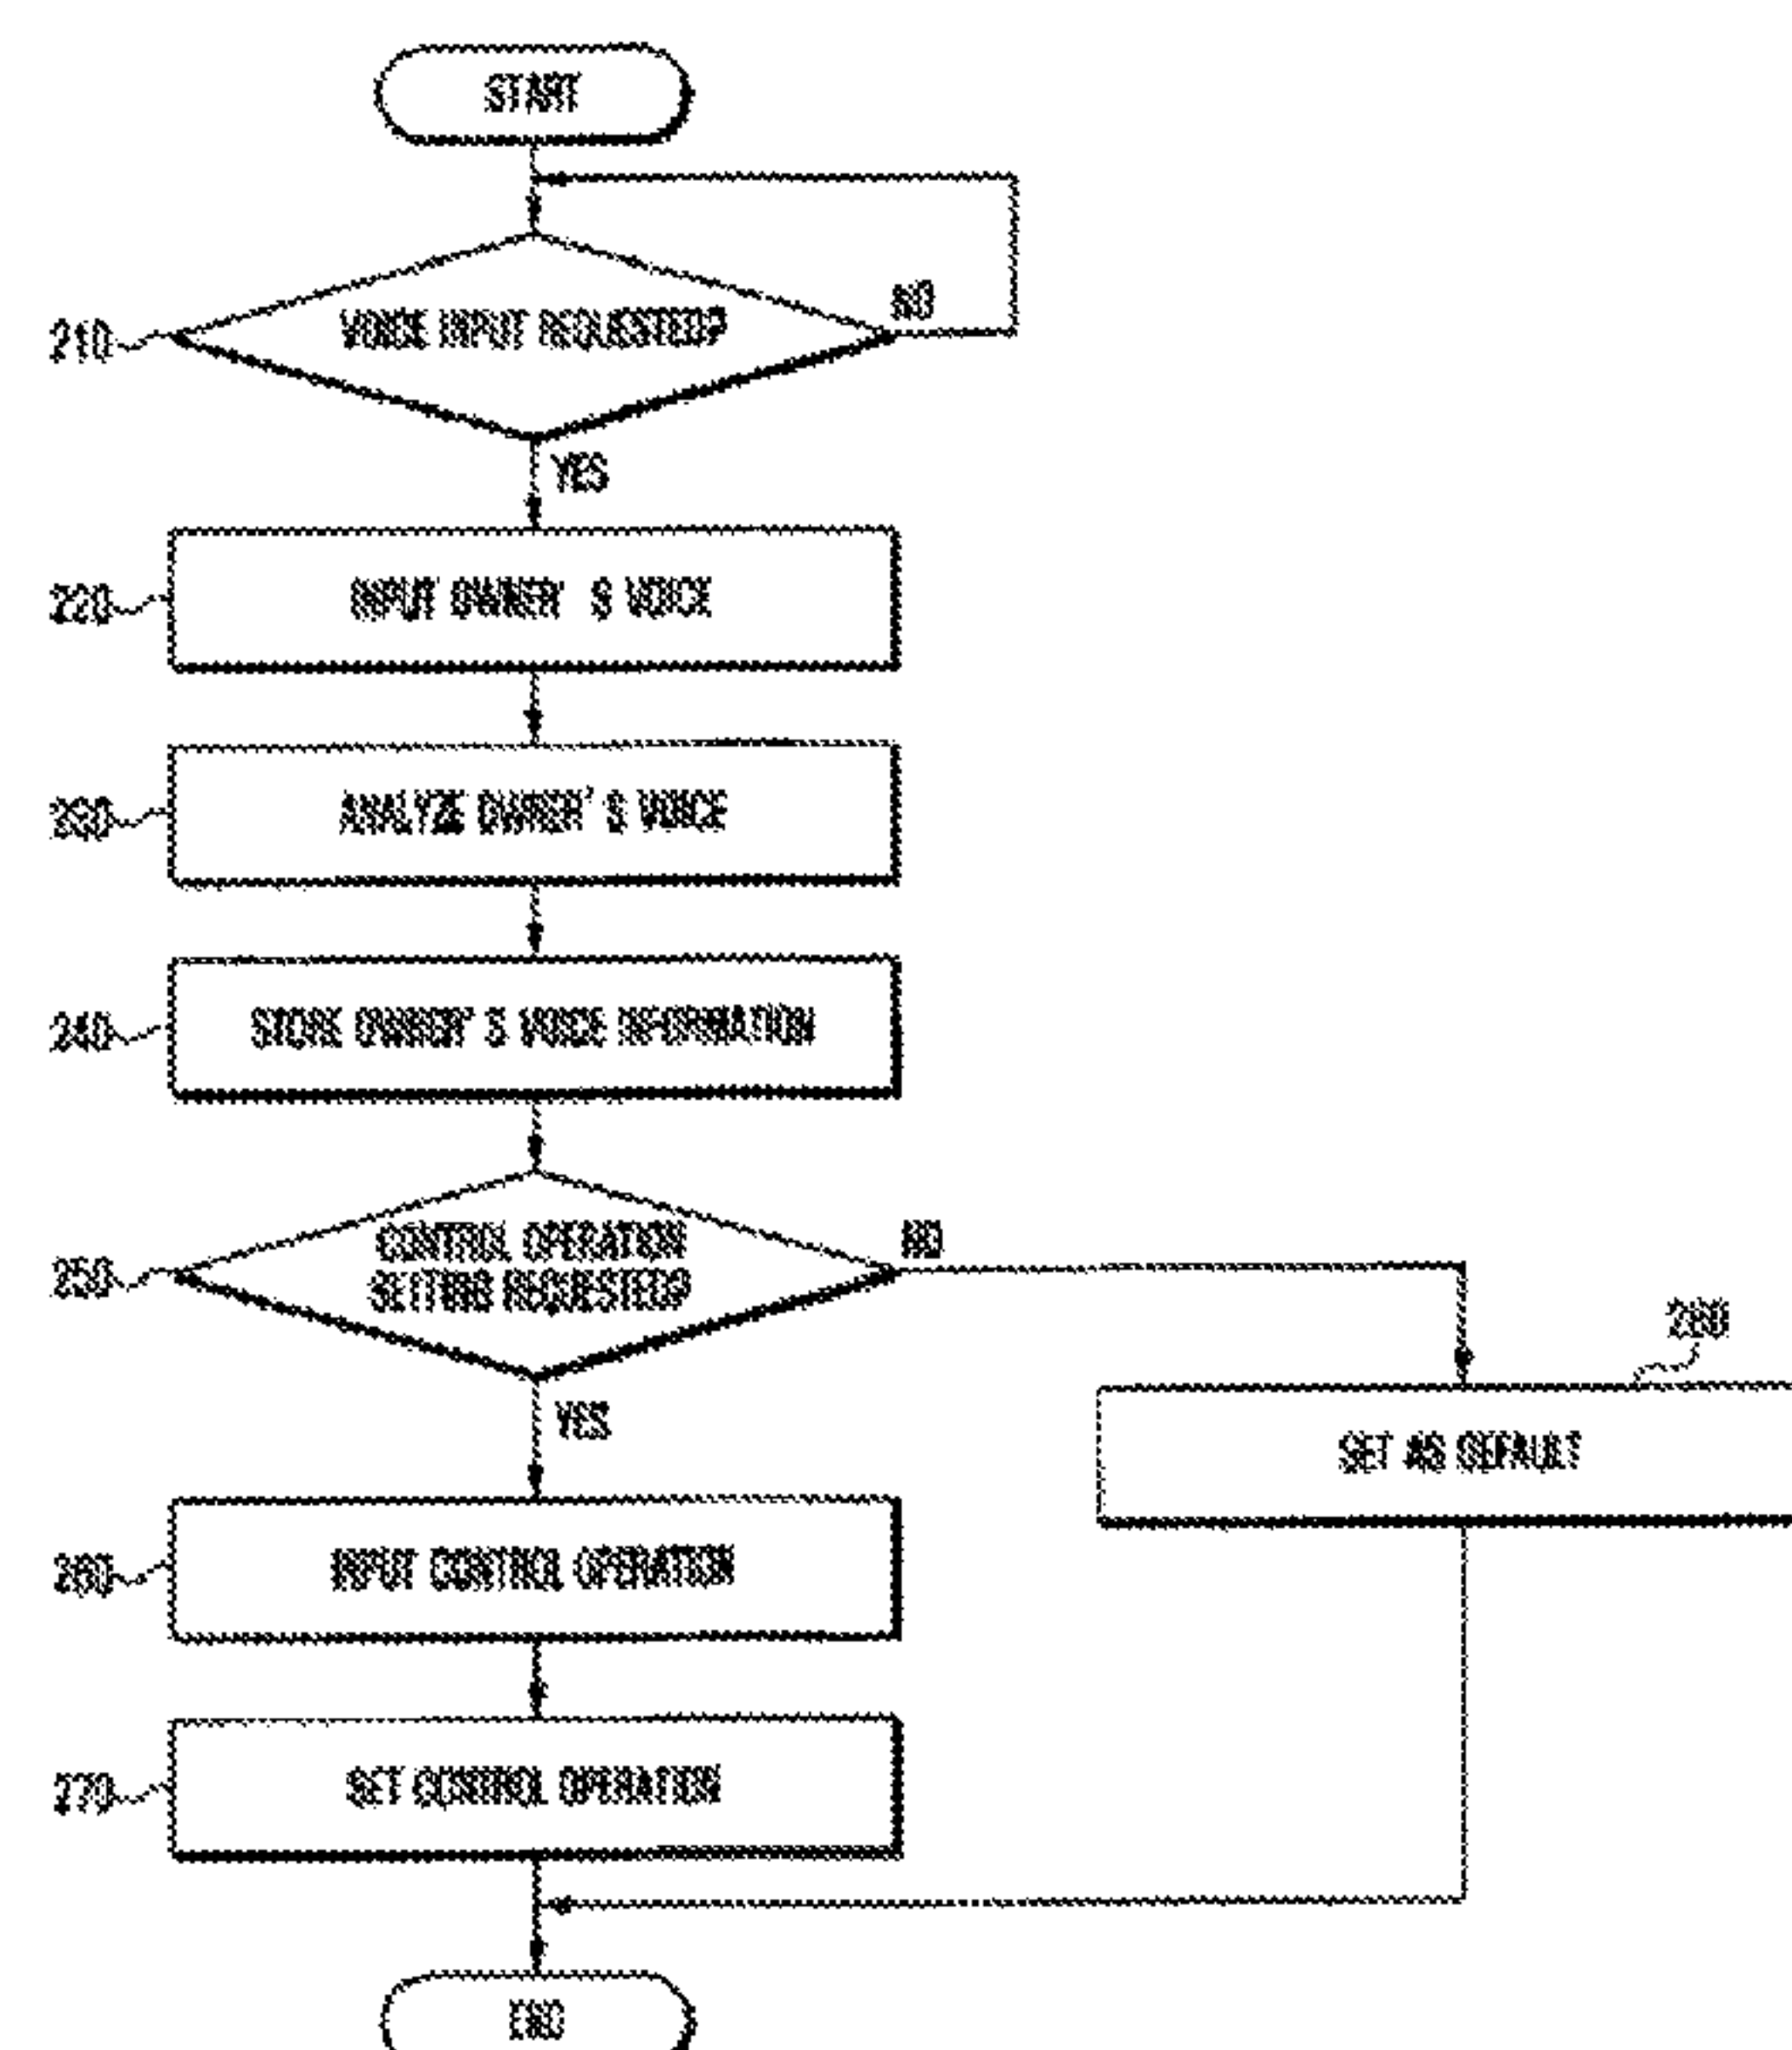 START
210
VOICE INPUT REQUESTED?
NO
YES
220
INPUT OWNER' S VOICE
230
ANALYZE OWNER' S VOICE
240
STORE OWNER' S VOICE INFORMATION
250
CONTROL OPERATION
SETTING REQUESTED?
NO
YES
SET AS DEFAULT
260
INPUT CONTROL OPERATION
270
SET CONTROL OPERATION
END